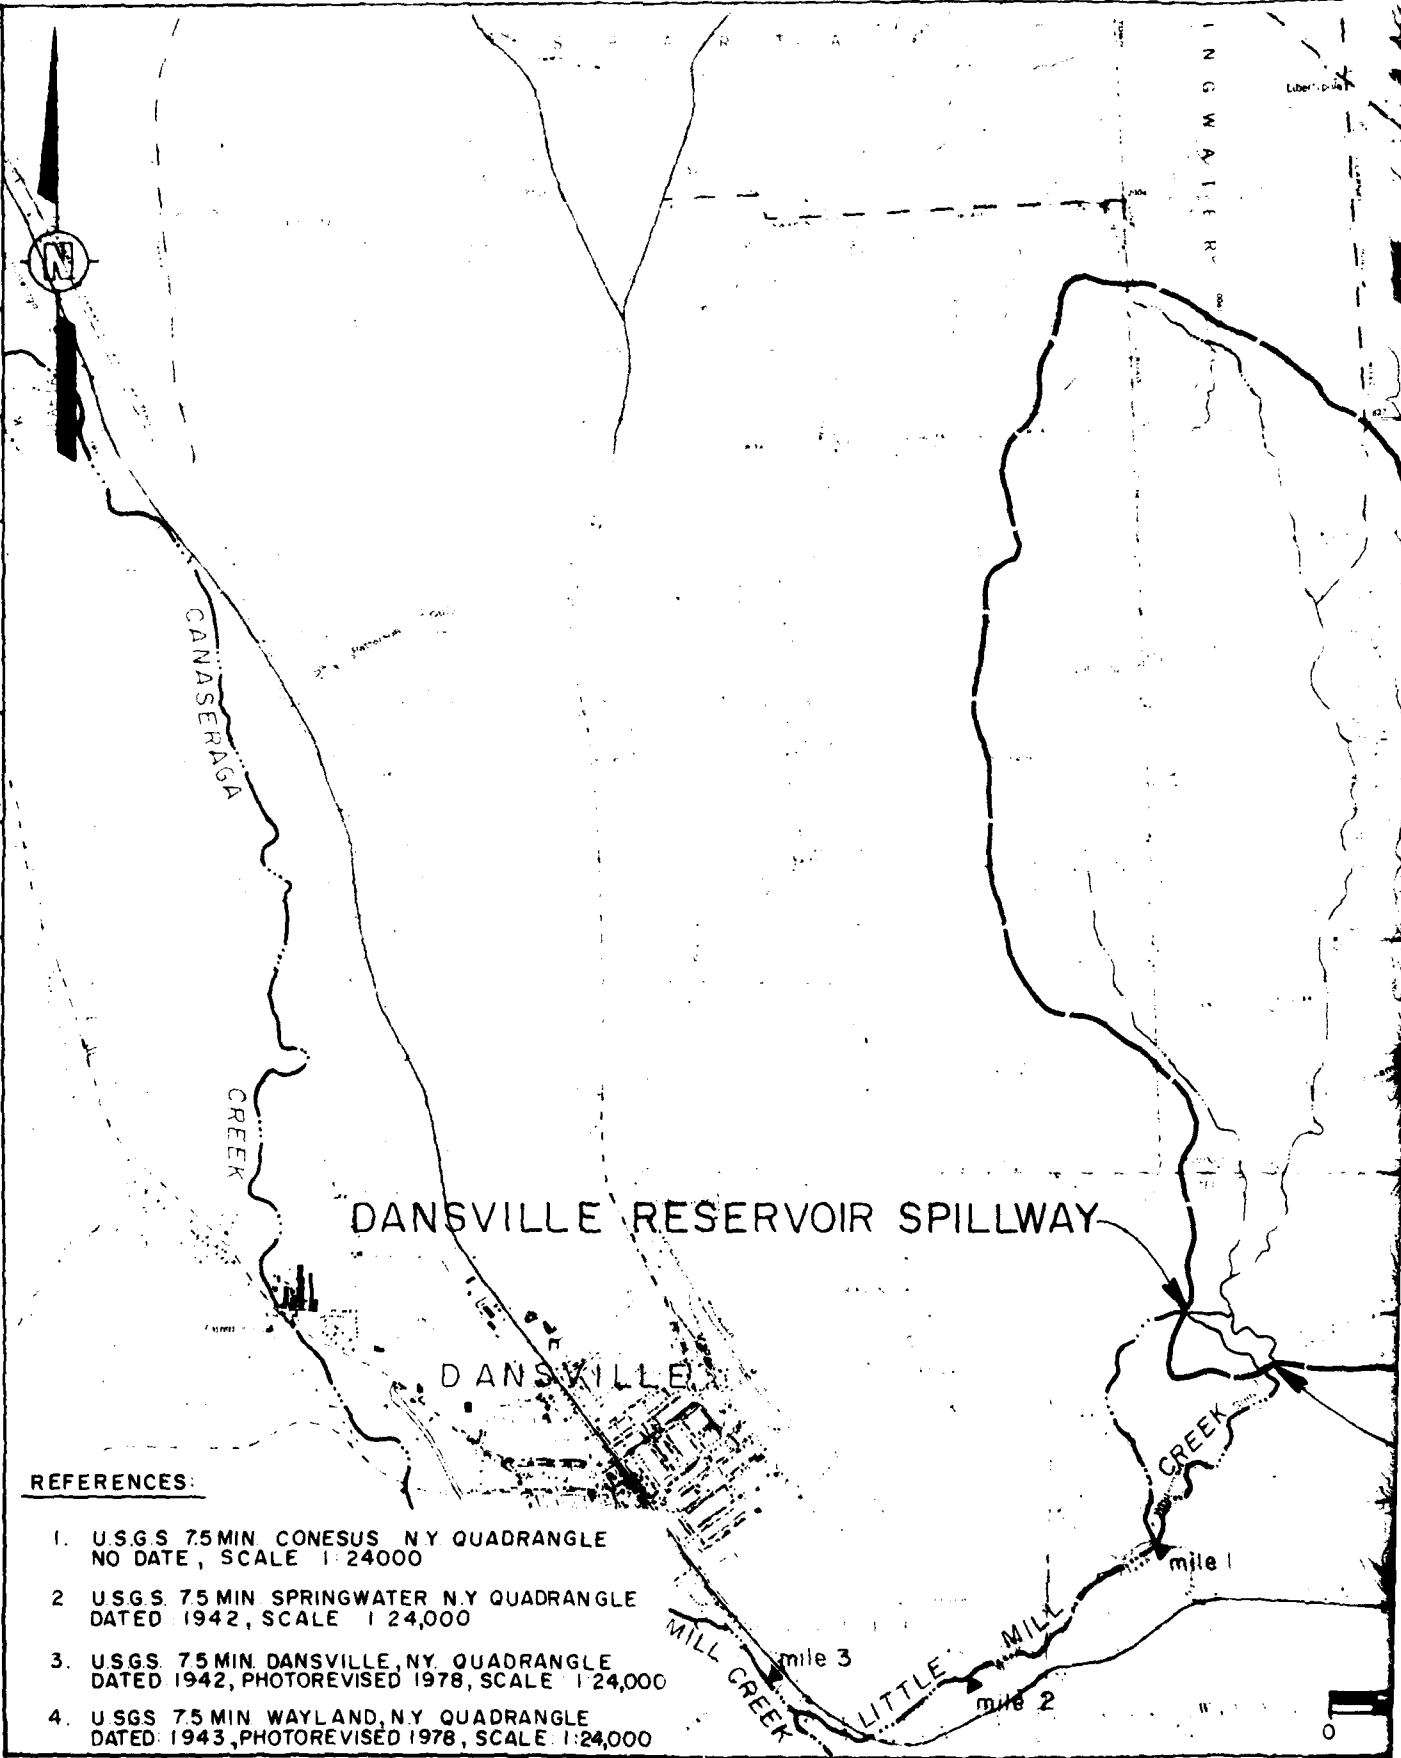 S P A R T A
INGWATER
N
CANASERAGA
CREEK
DANSVILLE RESERVOIR SPILLWAY
DANSVILLE
CREEK
mile 1
MILL
LITTLE
mile 2
mile 3
MILL CREEK
0
REFERENCES:
1. U.S.G.S 7.5 MIN. CONESUS N.Y. QUADRANGLE
NO DATE, SCALE 1:24000
2 U.S.G.S. 7.5 MIN. SPRINGWATER N.Y QUADRANGLE
DATED 1942, SCALE 1 24,000
3. U.S.G.S. 7.5 MIN. DANSVILLE, N.Y. QUADRANGLE
DATED 1942, PHOTOREVISED 1978, SCALE 1:24,000
4. U.S.G.S 7.5 MIN WAYLAND, N.Y QUADRANGLE
DATED: 1943, PHOTOREVISED 1978, SCALE: 1:24,000